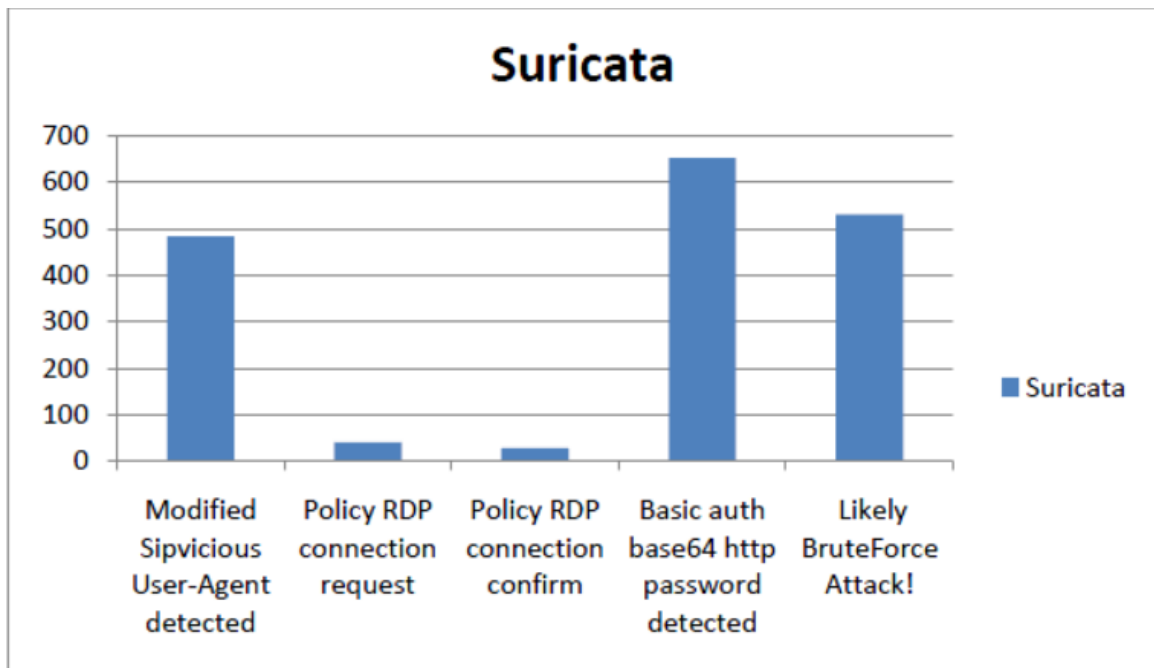 Suricata
700
600
500
400
300
200
100
0
Modified
Sipvicious
User-Agent
detected
Policy RDP
connection
request
Policy RDP
connection
confirm
Basic auth
base64 http
password
detected
Likely
BruteForce
Attack!
Suricata